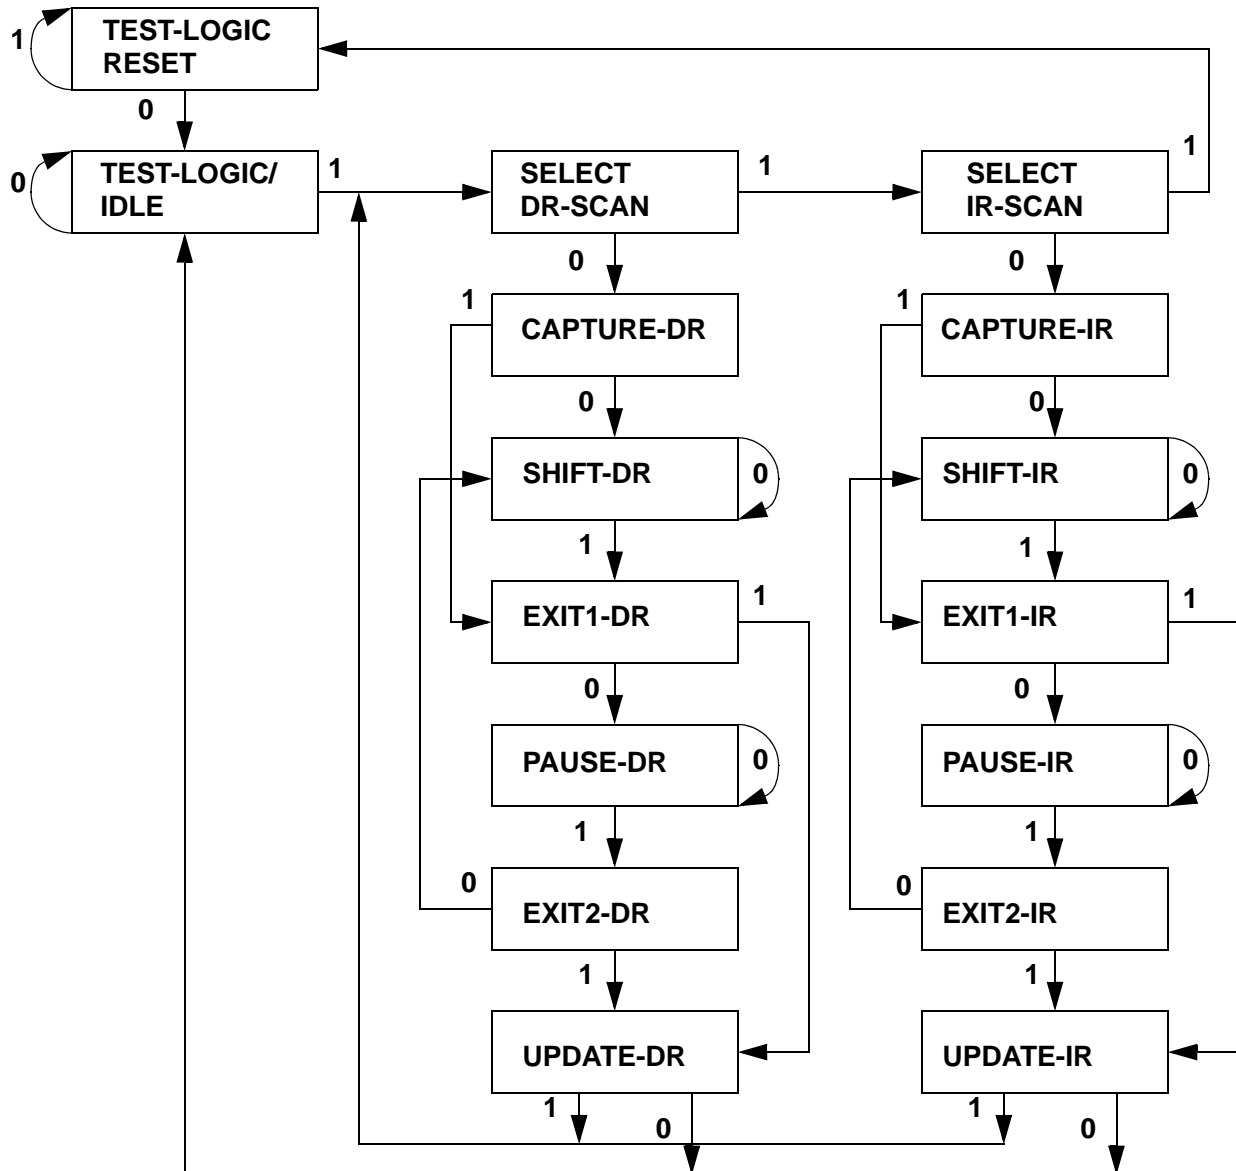 1
TEST-LOGIC
RESET
0
0
TEST-LOGIC/
IDLE
1
SELECT
DR-SCAN
1
SELECT
IR-SCAN
1
0
0
1
CAPTURE-DR
1
CAPTURE-IR
0
0
SHIFT-DR
0
SHIFT-IR
0
1
1
EXIT1-DR
1
EXIT1-IR
1
0
0
PAUSE-DR
0
PAUSE-IR
0
1
1
0
EXIT2-DR
0
EXIT2-IR
1
1
UPDATE-DR
UPDATE-IR
1
0
1
0